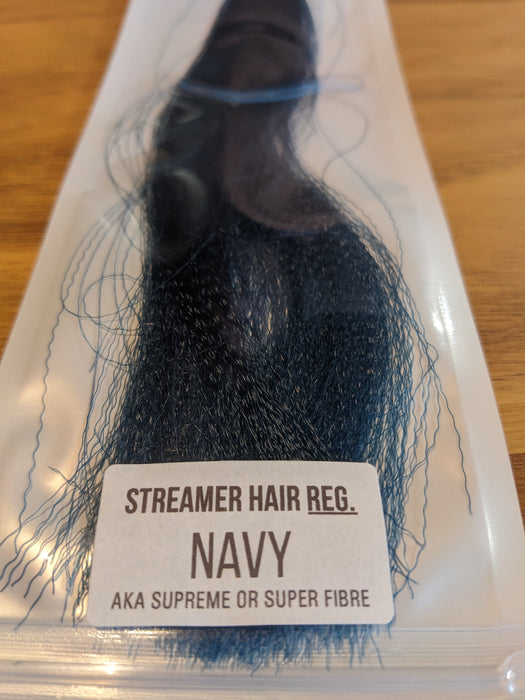 STREAMER HAIR REG.
NAVY
AKA SUPREME OR SUPER FIBRE